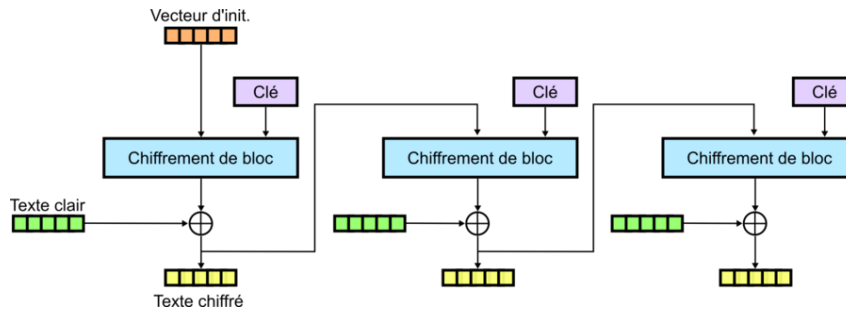 Vecteur d'init.
Clé
Clé
Clé
Chiffrement de bloc
Chiffrement de bloc
Chiffrement de bloc
Texte clair
Texte chiffré